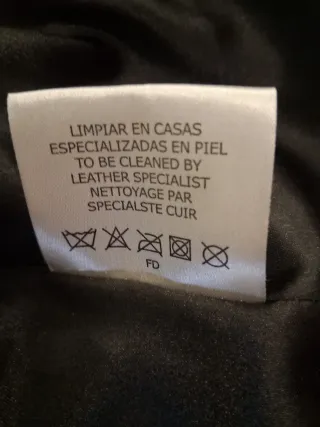 LIMPIAR EN CASAS
ESPECIALIZADAS EN PIEL
TO BE CLEANED BY
LEATHER SPECIALIST
NETTOYAGE PAR
SPECIALSTE CUIR
FD